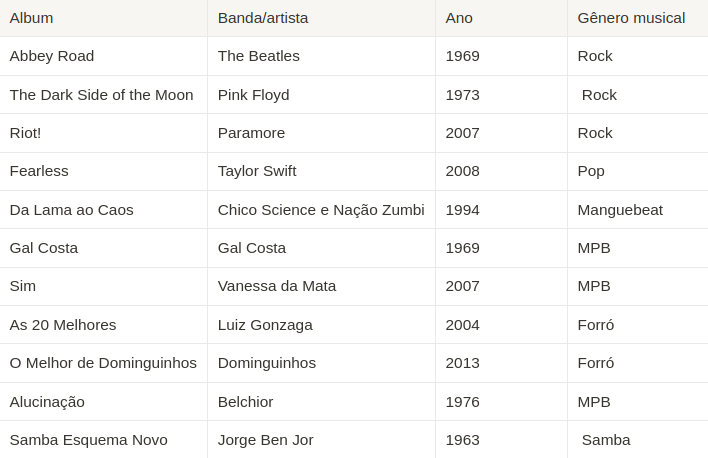 Album Banda/artista Ano Gênero musical
Abbey Road The Beatles 1969 Rock
The Dark Side of the Moon Pink Floyd 1973 Rock
Riot! Paramore 2007 Rock
Fearless Taylor Swift 2008 Pop
Da Lama ao Caos Chico Science e Nação Zumbi 1994 Manguebeat
Gal Costa Gal Costa 1969 MPB
Sim Vanessa da Mata 2007 MPB
As 20 Melhores Luiz Gonzaga 2004 Forró
O Melhor de Dominguinhos Dominguinhos 2013 Forró
Alucinação Belchior 1976 MPB
Samba Esquema Novo Jorge Ben Jor 1963 Samba